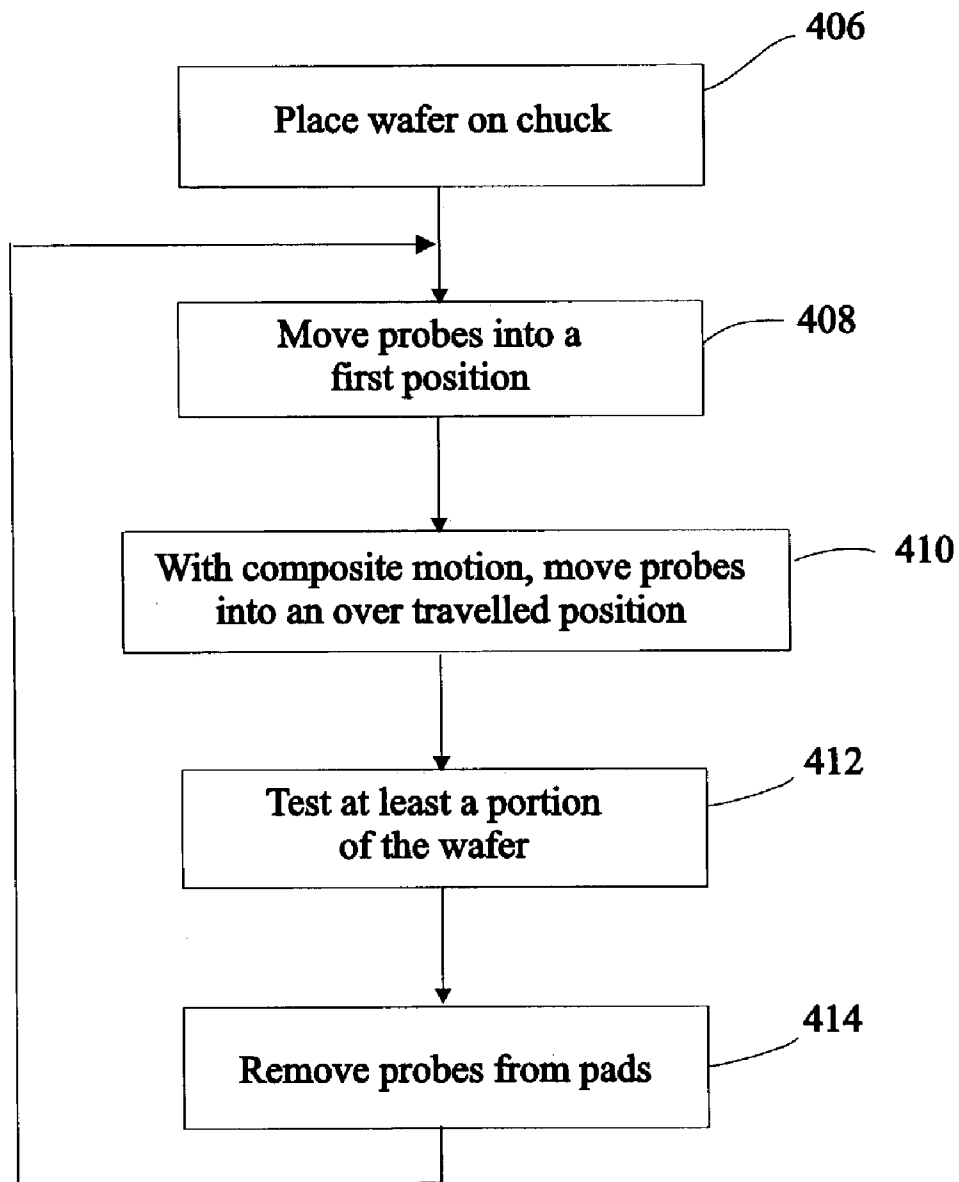 406
Place wafer on chuck
408
Move probes into a
first position
410
With composite motion, move probes
into an over travelled position
412
Test at least a portion
of the wafer
414
Remove probes from pads